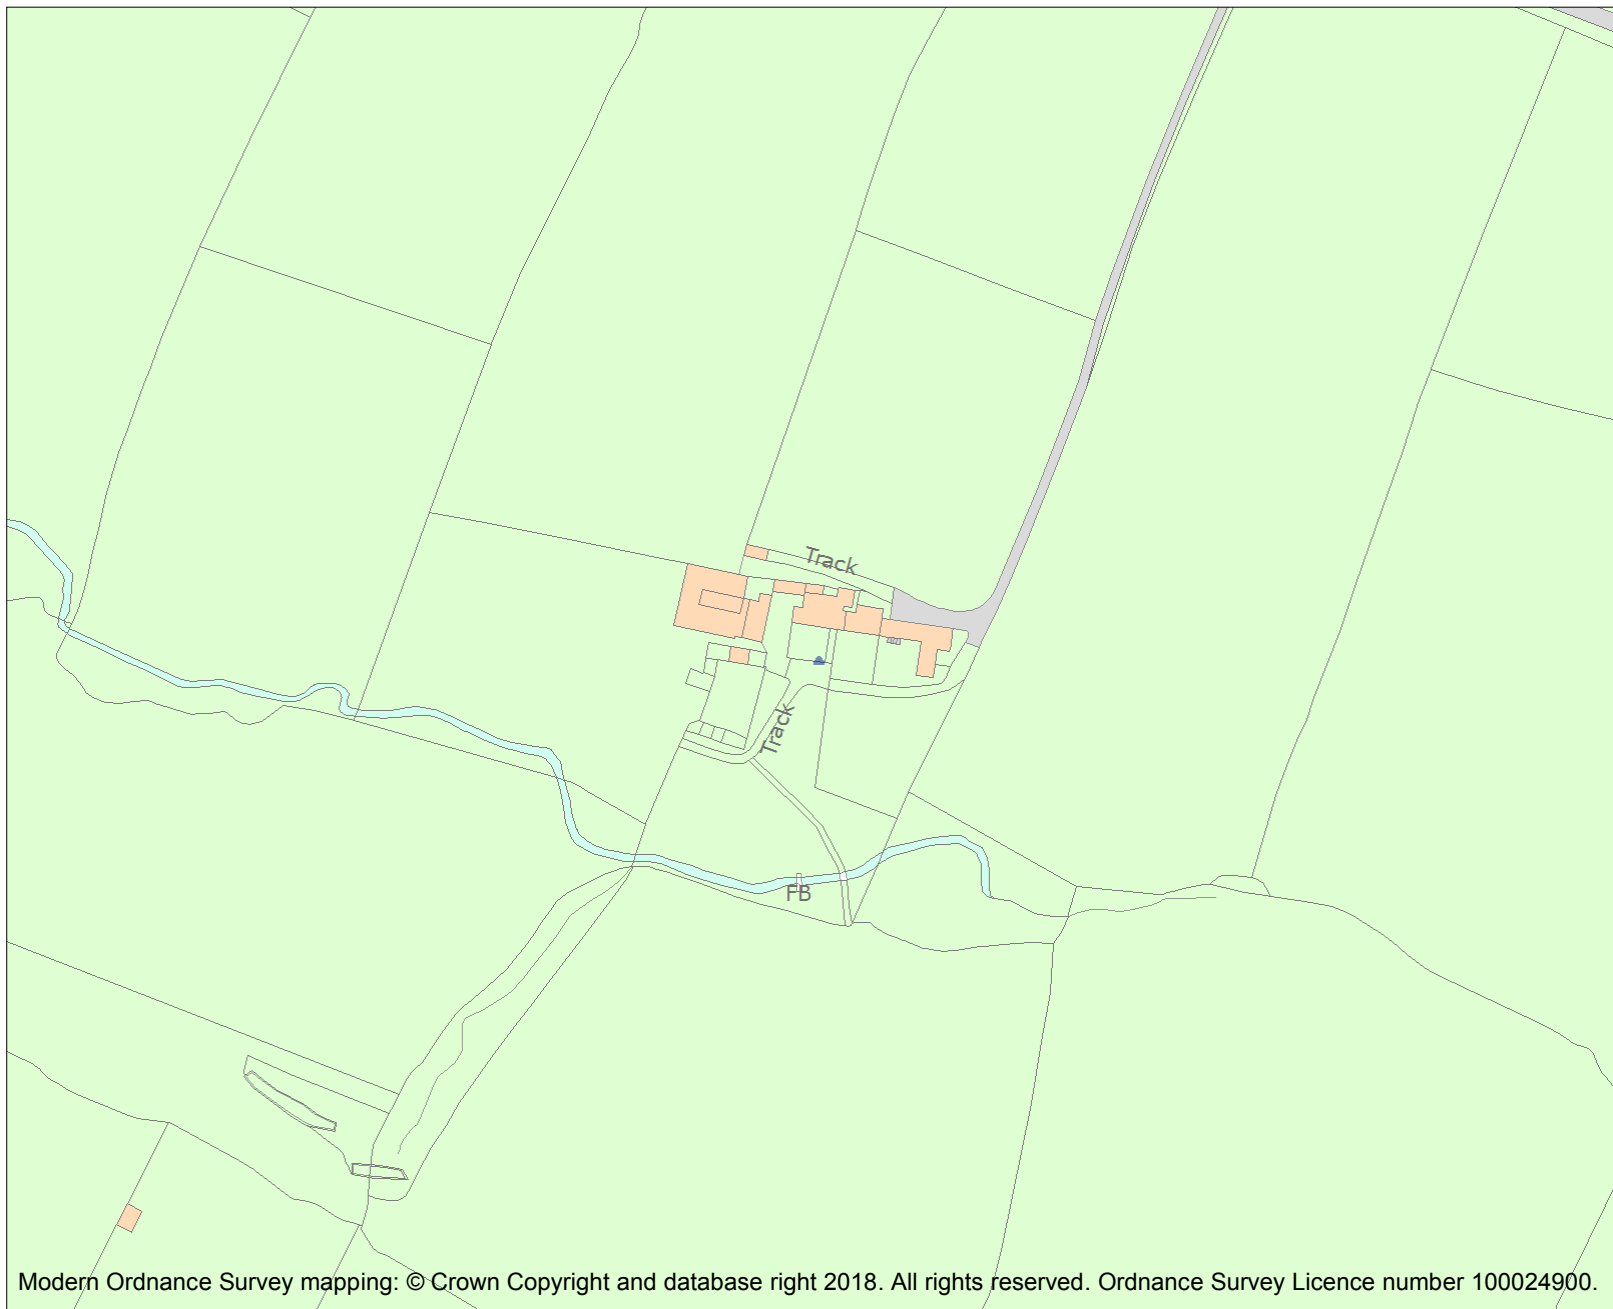 Track
Track
FB
Modern Ordnance Survey mapping: © Crown Copyright and database right 2018. All rights reserved. Ordnance Survey Licence number 100024900.